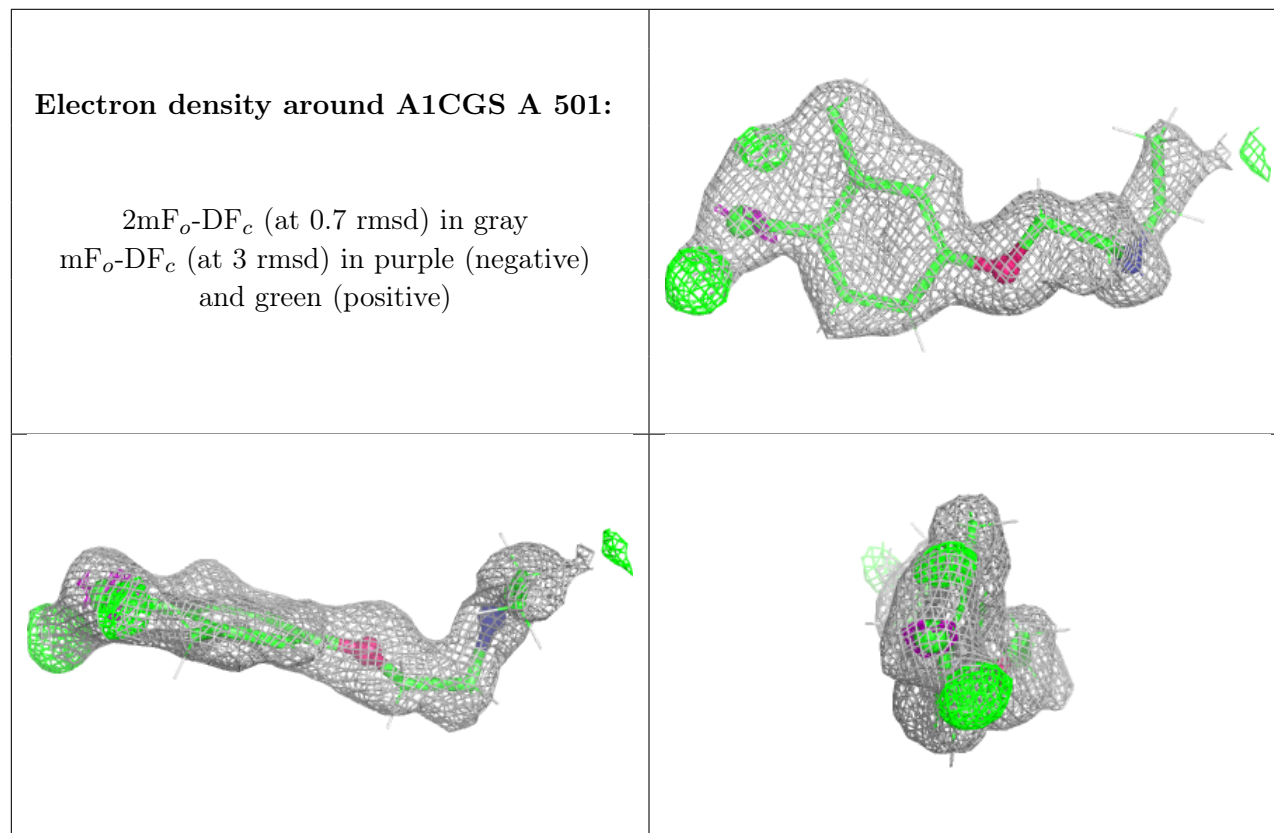 Electron density around A1CGS A 501:
2mFo-DFc (at 0.7 rmsd) in gray
mFo-DFc (at 3 rmsd) in purple (negative)
and green (positive)